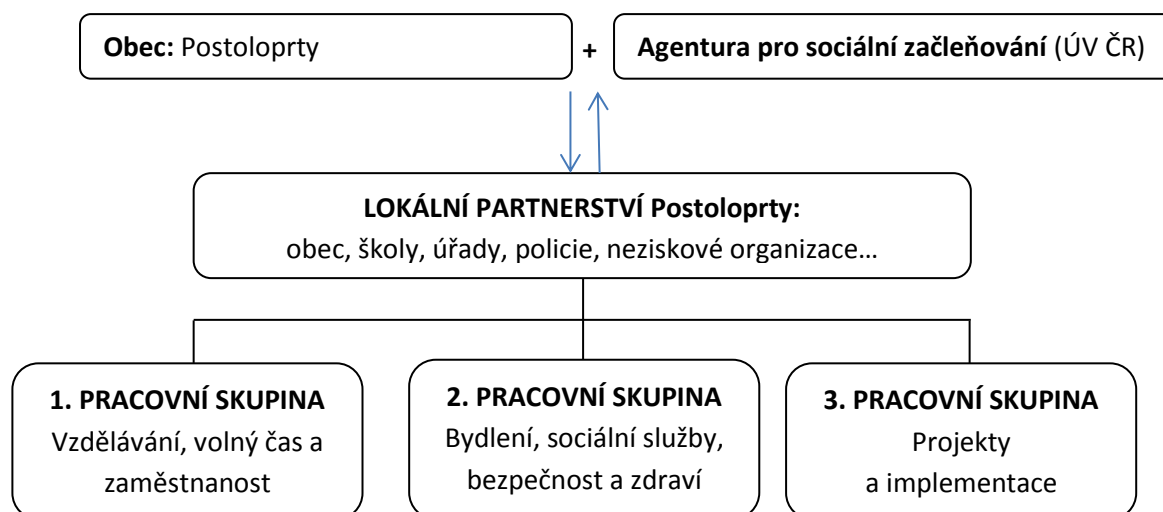 Obec: Postoloprty
+
Agentura pro sociální začleňování (ÚV ČR)
LOKÁLNÍ PARTNERSTVÍ Postoloprty:
obec, školy, úřady, policie, neziskové organizace…
1. PRACOVNÍ SKUPINA
Vzdělávání, volný čas a
zaměstnanost
2. PRACOVNÍ SKUPINA
Bydlení, sociální služby,
bezpečnost a zdraví
3. PRACOVNÍ SKUPINA
Projekty
a implementace